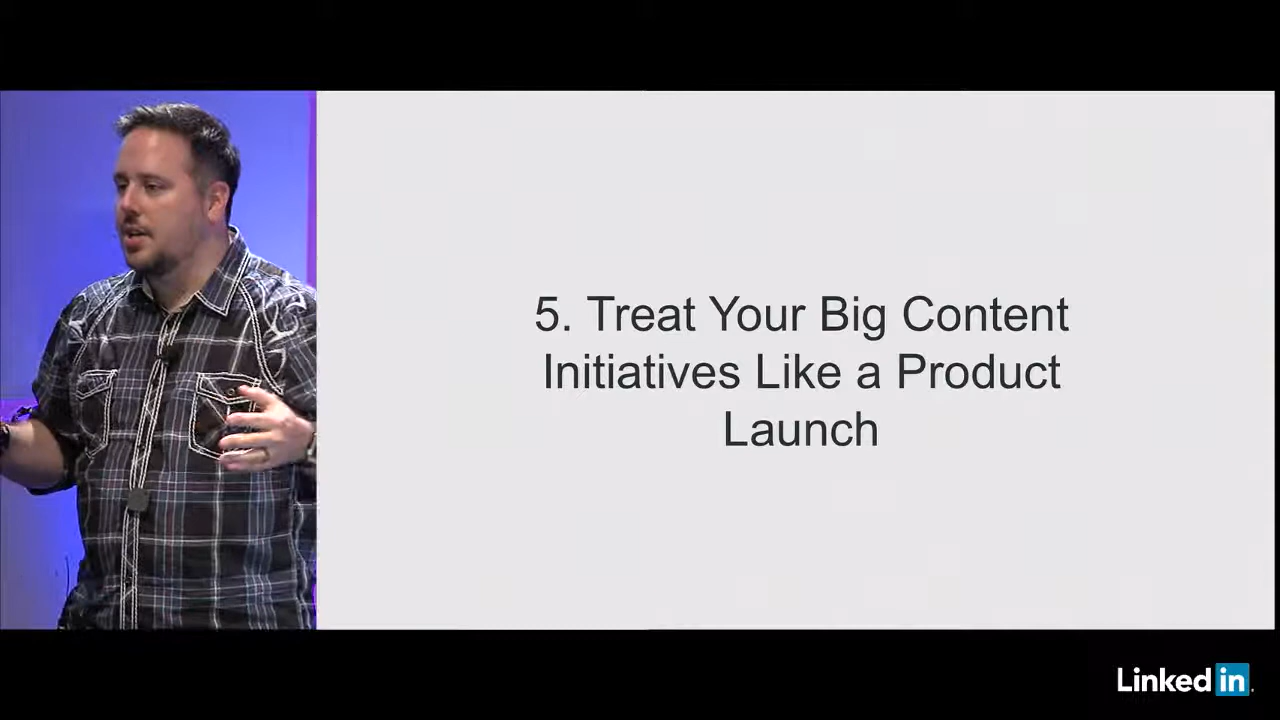 5. Treat Your Big Content
Initiatives Like a Product
Launch
Linked in.